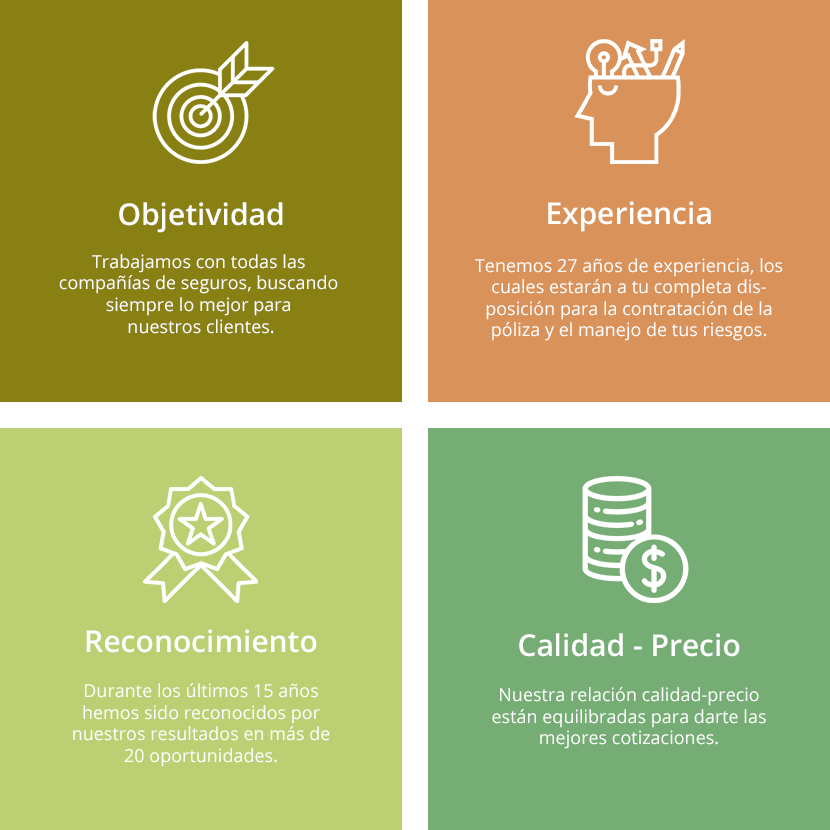 Objetividad
Trabajamos con todas las
compañías de seguros, buscando
siempre lo mejor para
nuestros clientes.
Experiencia
Tenemos 27 años de experiencia, los
cuales estarán a tu completa dis-
posición para la contratación de la
póliza y el manejo de tus riesgos.
Reconocimiento
Durante los últimos 15 años
hemos sido reconocidos por
nuestros resultados en más de
20 oportunidades.
Calidad - Precio
Nuestra relación calidad-precio
están equilibradas para darte las
mejores cotizaciones.